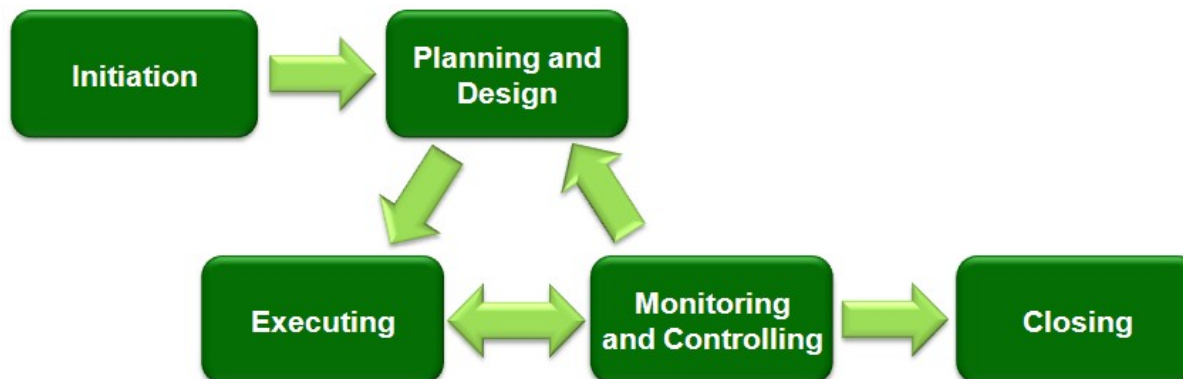 Initiation
Planning and
Design
Executing
Monitoring
and Controlling
Closing